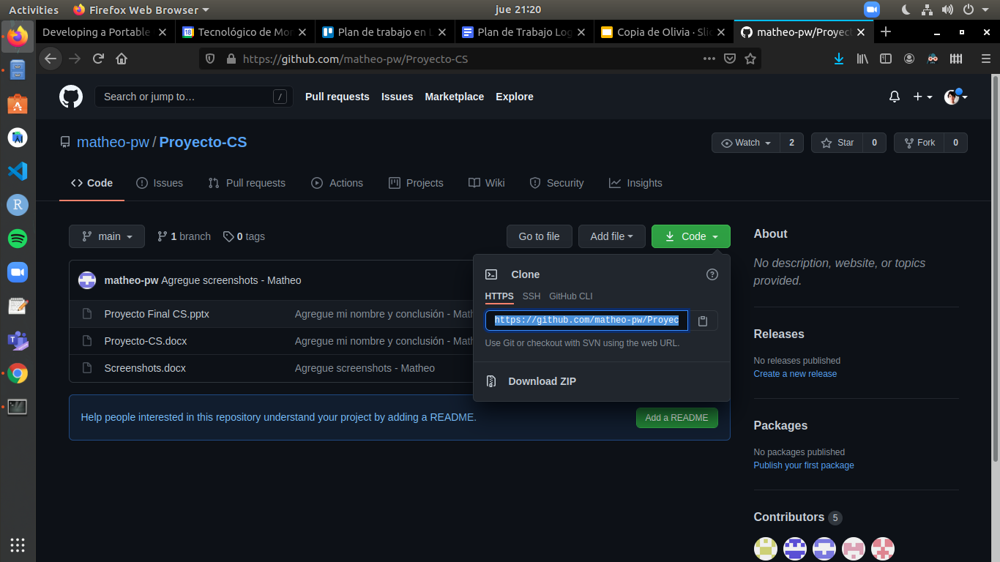 Activities
Firefox Web Browser
jue 21:20
Developing a Portable
18
Tecnológico de Mon
Plan de trabajo en L
Plan de Trabajo Log
Copia de Olivia · Slid
matheo-pw/Proyect
https://github.com/matheo-pw/Proyecto-CS
Search or jump to…
/
Pull requests
Issues
Marketplace
Explore
matheo-pw / Proyecto-CS
Watch 2
Star 0
Fork 0
Code
Issues
Pull requests
Actions
Projects
Wiki
Security
Insights
main
1 branch
0 tags
Go to file
Add file
Code
matheo-pw Agregue screenshots - Matheo
Proyecto Final CS.pptx
Agregue mi nombre y conclusión - Math
Proyecto-CS.docx
Agregue mi nombre y conclusión - Math
Screenshots.docx
Agregue screenshots - Matheo
Help people interested in this repository understand your project by adding a README.
Add a README
Clone
HTTPS
SSH
GitHub CLI
https://github.com/matheo-pw/Proyec
Use Git or checkout with SVN using the web URL.
Download ZIP
About
No description, website, or topics
provided.
Releases
No releases published
Create a new release
Packages
No packages published
Publish your first package
Contributors 5